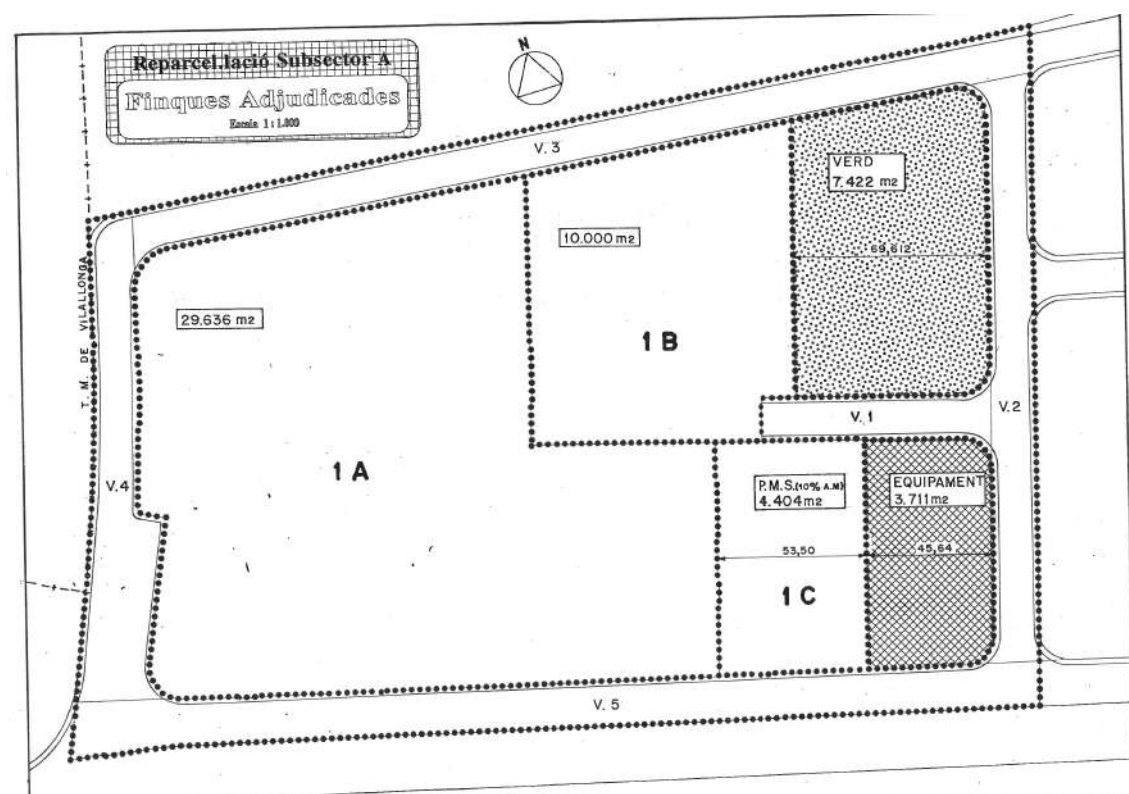 Reparcel.lació Subsector A
Finques Adjudicades
Escala 1:1.000
N
V. 3
VERD
7.422 m2
T. M. DE VILALLONGA
10.000 m2
69,612
29.636 m2
1 B
V. 2
V. 1
1 A
V. 4
P.M.S.(10% A.M)
4.404 m2
EQUIPAMENT
3.711 m2
53,50
45,64
1 C
V. 5